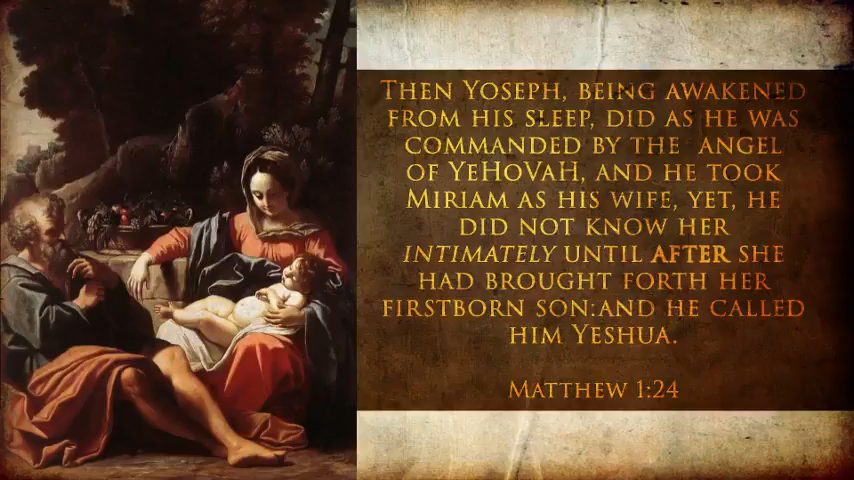 Then Yoseph, being awakened
from his sleep, did as he was
commanded by the angel
of YeHoVaH, and he took
Miriam as his wife, yet, he
did not know her
intimately until after she
had brought forth her
firstborn son:and he called
him Yeshua.
Matthew 1:24